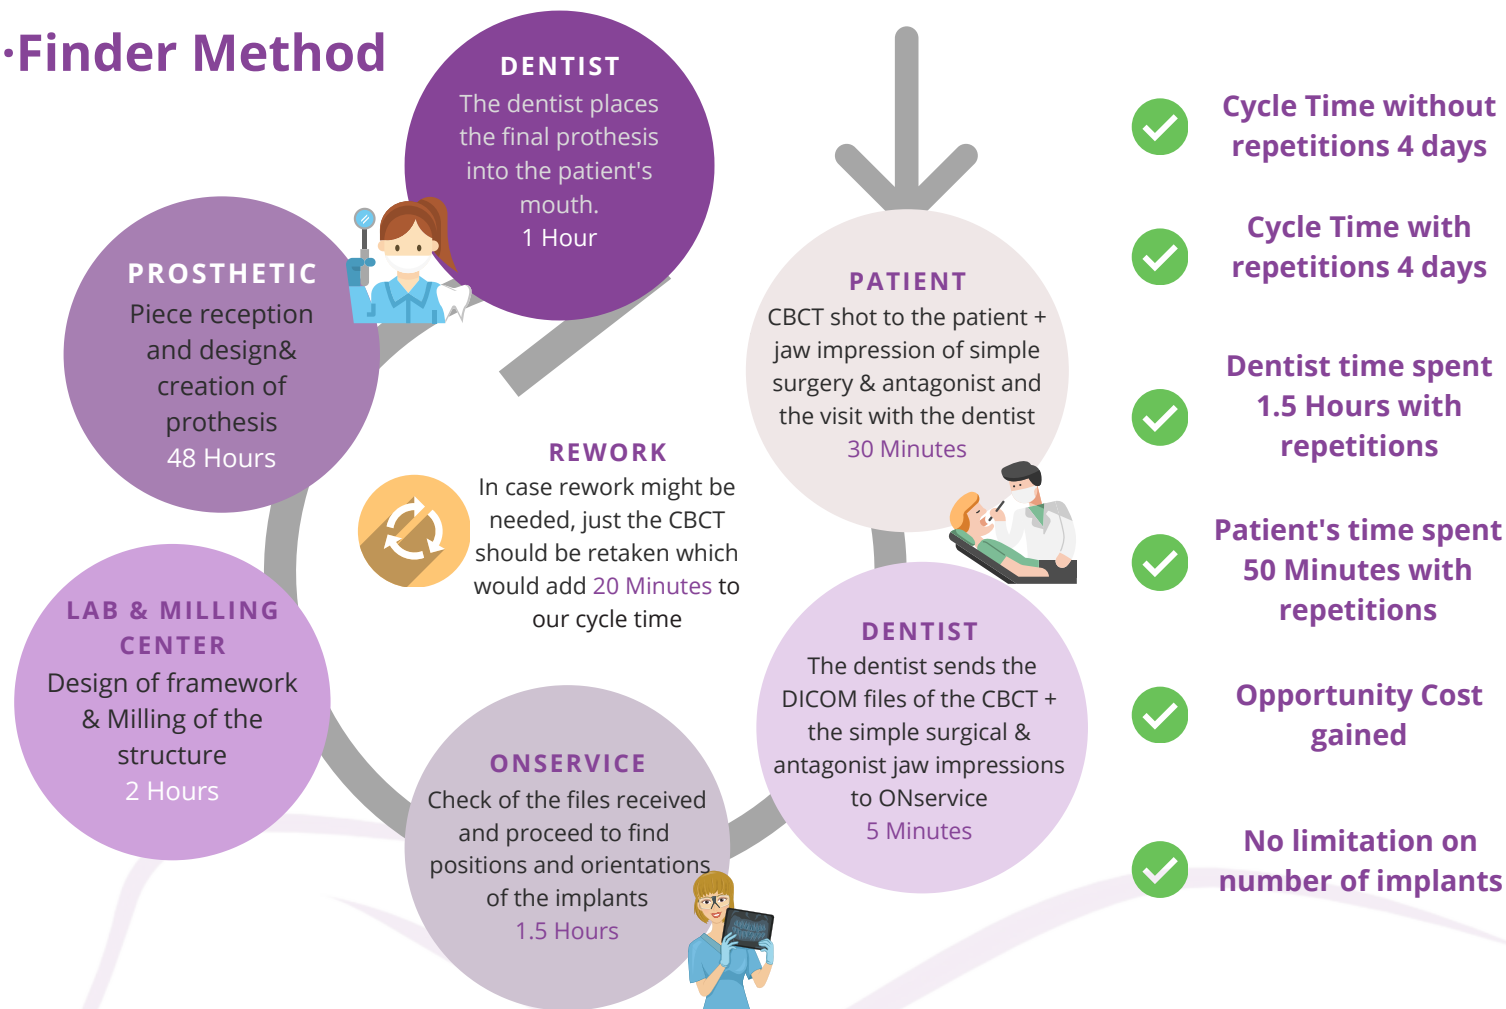 ·Finder Method
DENTIST
The dentist places
the final prothesis
into the patient's
mouth.
1 Hour
PROSTHETIC
Piece reception
and design&
creation of
prothesis
48 Hours
LAB & MILLING
CENTER
Design of framework
& Milling of the
structure
2 Hours
REWORK
In case rework might be
needed, just the CBCT
should be retaken which
would add 20 Minutes to
our cycle time
ONSERVICE
Check of the files received
and proceed to find
positions and orientations
of the implants
1.5 Hours
PATIENT
CBCT shot to the patient +
jaw impression of simple
surgery & antagonist and
the visit with the dentist
30 Minutes
DENTIST
The dentist sends the
DICOM files of the CBCT +
the simple surgical &
antagonist jaw impressions
to ONservice
5 Minutes
Cycle Time without
repetitions 4 days
Cycle Time with
repetitions 4 days
Dentist time spent
1.5 Hours with
repetitions
Patient's time spent
50 Minutes with
repetitions
Opportunity Cost
gained
No limitation on
number of implants